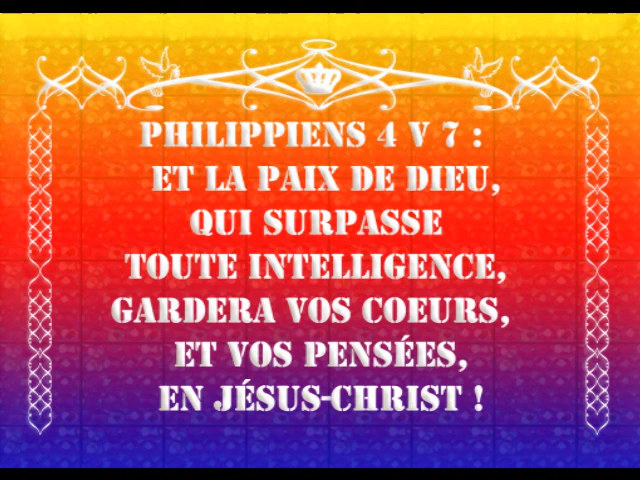 PHILIPPIENS 4 V 7 :
ET LA PAIX DE DIEU,
QUI SURPASSE
TOUTE INTELLIGENCE,
GARDERA VOS COEURS,
ET VOS PENSÉES,
EN JÉSUS-CHRIST !